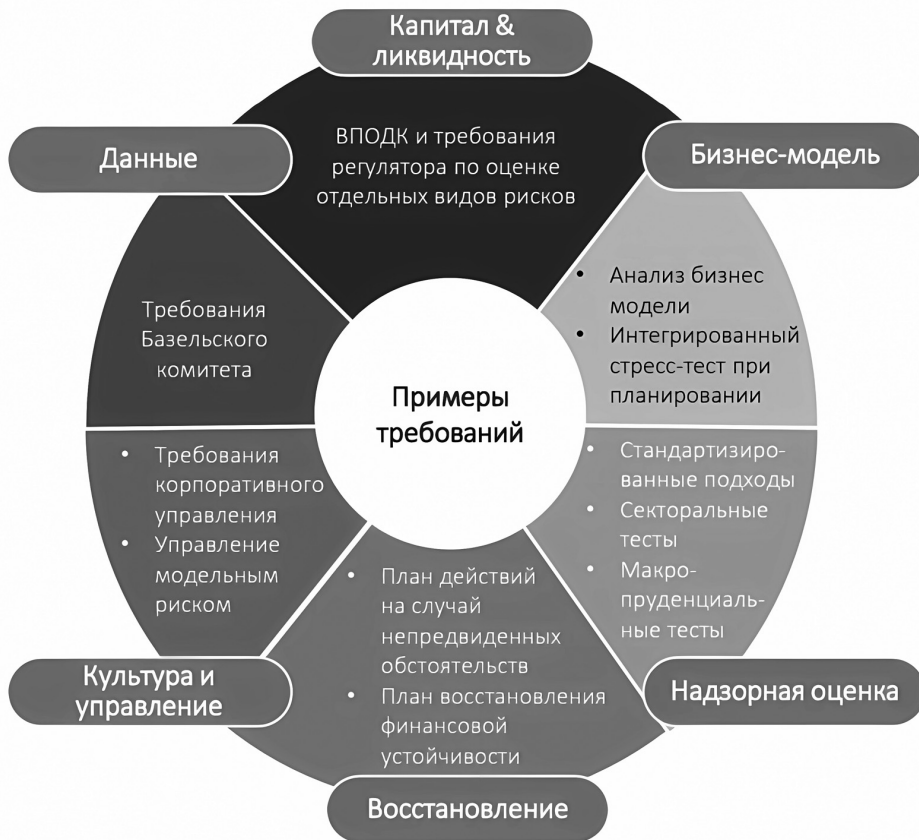 Капитал &
ликвидность
ВПОДК и требования
регулятора по оценке
отдельных видов рисков
Бизнес-модель
• Анализ бизнес
модели
• Интегрированный
стресс-тест при
планировании
Надзорная оценка
• Стандартизиро-
ванные подходы
• Секторальные
тесты
• Макро-
пруденциаль-
ные тесты
Восстановление
• План действий
на случай
непредвиденных
обстоятельств
• План восстановления
финансовой
устойчивости
Культура и
управление
• Требования
корпоративного
управления
• Управление
модельным
риском
Данные
Требования
Базельского
комитета
Примеры
требований